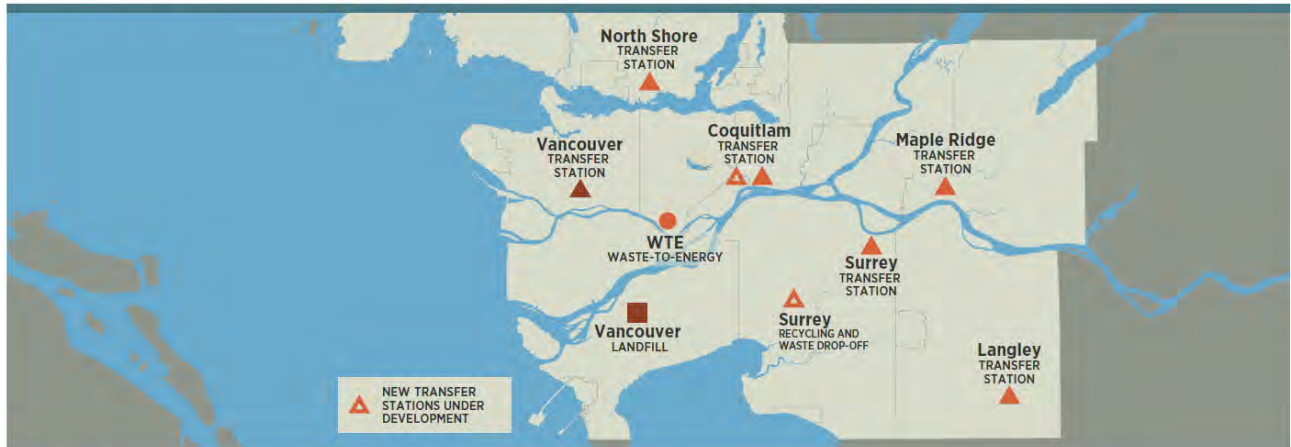 North Shore
TRANSFER
STATION
Vancouver
TRANSFER
STATION
Coquitlam
TRANSFER
STATION
Maple Ridge
TRANSFER
STATION
WTE
WASTE-TO-ENERGY
Surrey
TRANSFER
STATION
Vancouver
LANDFILL
Surrey
RECYCLING AND
WASTE DROP-OFF
Langley
TRANSFER
STATION
NEW TRANSFER
STATIONS UNDER
DEVELOPMENT